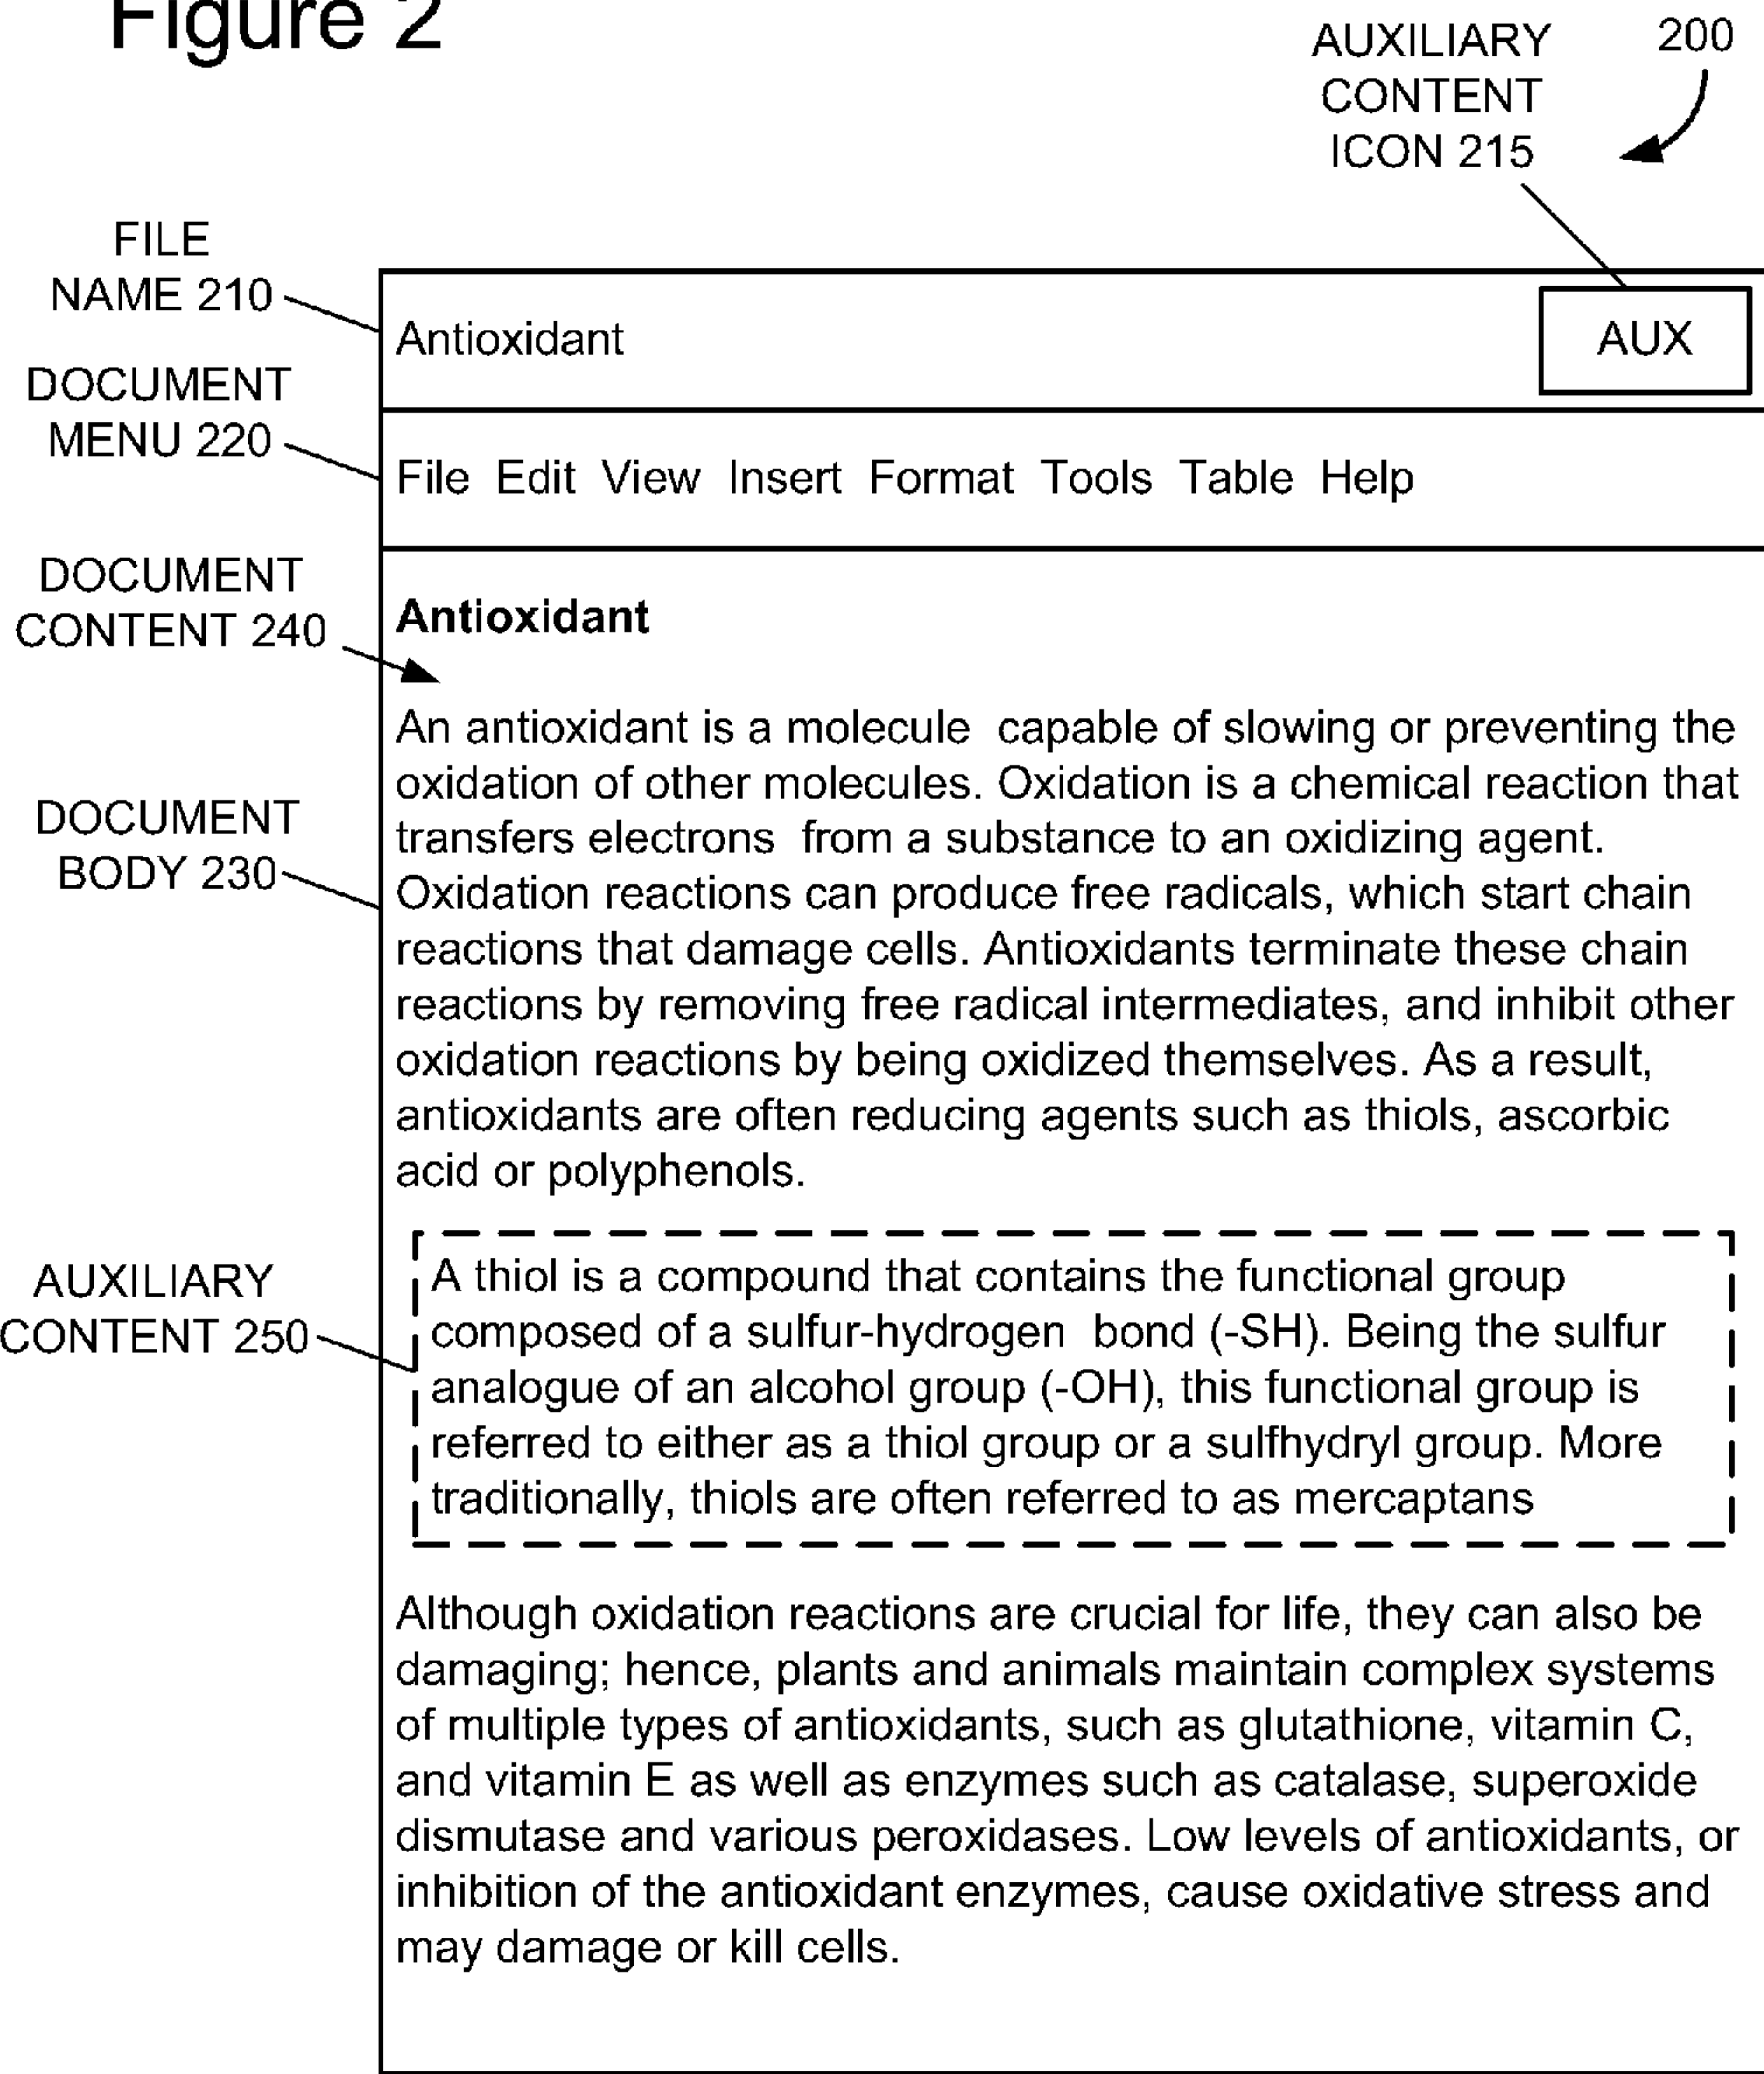 Figure 2
AUXILIARY
CONTENT
ICON 215
200
FILE
NAME 210
Antioxidant
AUX
DOCUMENT
MENU 220
File Edit View Insert Format Tools Table Help
DOCUMENT
CONTENT 240
Antioxidant
An antioxidant is a molecule capable of slowing or preventing the
oxidation of other molecules. Oxidation is a chemical reaction that
transfers electrons from a substance to an oxidizing agent.
Oxidation reactions can produce free radicals, which start chain
reactions that damage cells. Antioxidants terminate these chain
reactions by removing free radical intermediates, and inhibit other
oxidation reactions by being oxidized themselves. As a result,
antioxidants are often reducing agents such as thiols, ascorbic
acid or polyphenols.
DOCUMENT
BODY 230
AUXILIARY
CONTENT 250
A thiol is a compound that contains the functional group
composed of a sulfur-hydrogen bond (-SH). Being the sulfur
analogue of an alcohol group (-OH), this functional group is
referred to either as a thiol group or a sulfhydryl group. More
traditionally, thiols are often referred to as mercaptans
Although oxidation reactions are crucial for life, they can also be
damaging; hence, plants and animals maintain complex systems
of multiple types of antioxidants, such as glutathione, vitamin C,
and vitamin E as well as enzymes such as catalase, superoxide
dismutase and various peroxidases. Low levels of antioxidants, or
inhibition of the antioxidant enzymes, cause oxidative stress and
may damage or kill cells.